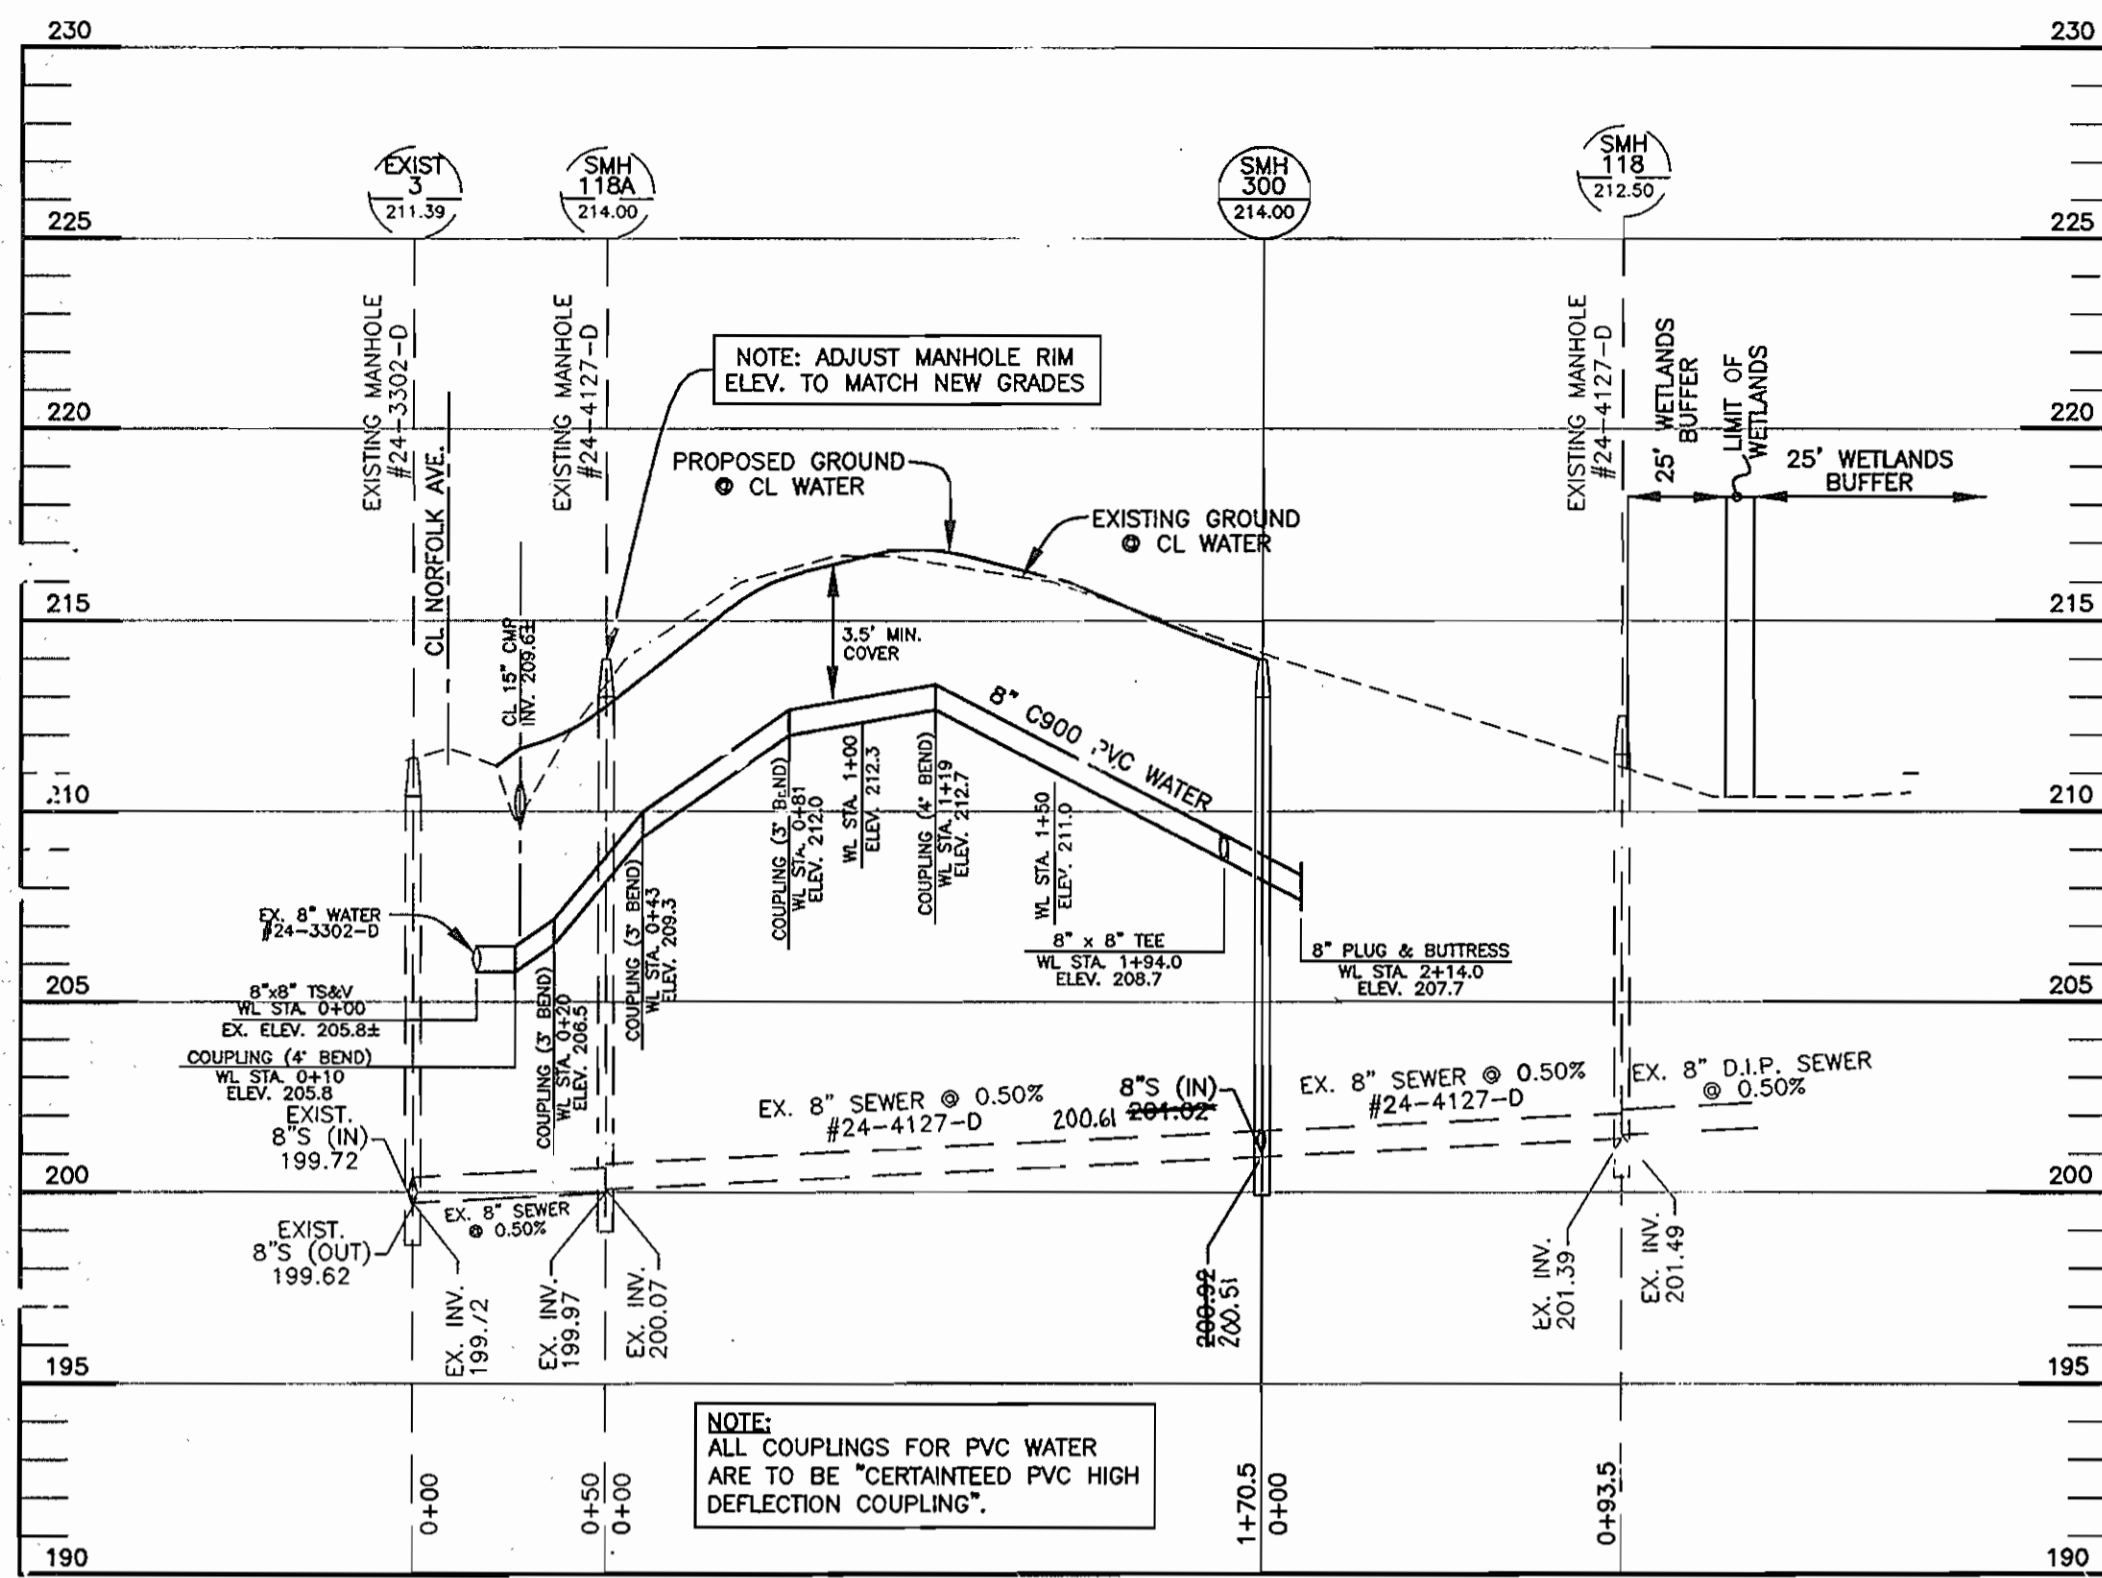 230
230
EXIST
3
211.39
SMH
118A
214.00
SMH
300
214.00
SMH
118
212.50
225
225
EXISTING MANHOLE
#24-3302-D
CL NORFOLK AVE.
EXISTING MANHOLE
#24-4127-D
NOTE: ADJUST MANHOLE RIM
ELEV. TO MATCH NEW GRADES
EXISTING MANHOLE
#24-4127-D
25' WETLANDS
BUFFER
LIMIT OF
WETLANDS
25' WETLANDS
BUFFER
220
220
PROPOSED GROUND
@ CL WATER
EXISTING GROUND
@ CL WATER
215
215
CL 15" CMP
INV. 209.6±
3.5' MIN.
COVER
8" C900 PVC WATER
210
210
COUPLING (3° BEND)
WL STA. 0+81
ELEV. 212.0
WL STA. 1+00
ELEV. 212.3
COUPLING (4° BEND)
WL STA. 1+19
ELEV. 212.7
WL STA. 1+50
ELEV. 211.0
EX. 8" WATER
#24-3302-D
COUPLING (3° BEND)
WL STA. 0+43
ELEV. 209.3
8" x 8" TEE
WL STA. 1+94.0
ELEV. 208.7
8" PLUG & BUTTRESS
WL STA. 2+14.0
ELEV. 207.7
205
205
8"x8" TS&V
WL STA. 0+00
EX. ELEV. 205.8±
COUPLING (4° BEND)
WL STA. 0+10
ELEV. 205.8
COUPLING (3° BEND)
WL STA. 0+20
ELEV. 206.5
EXIST.
8"S (IN)
199.72
EX. 8" SEWER @ 0.50%
#24-4127-D
8"S (IN)
200.61 201.02
EX. 8" SEWER @ 0.50%
#24-4127-D
EX. 8" D.I.P. SEWER
@ 0.50%
200
200
EX. 8" SEWER
@ 0.50%
EXIST.
8"S (OUT)
199.62
EX. INV.
199.72
EX. INV.
199.97
EX. INV.
200.07
200.92
200.51
EX. INV.
201.39
EX. INV.
201.49
195
195
NOTE:
ALL COUPLINGS FOR PVC WATER
ARE TO BE "CERTAINTEED PVC HIGH
DEFLECTION COUPLING".
0+00
0+50
0+00
1+70.5
0+00
0+93.5
190
190